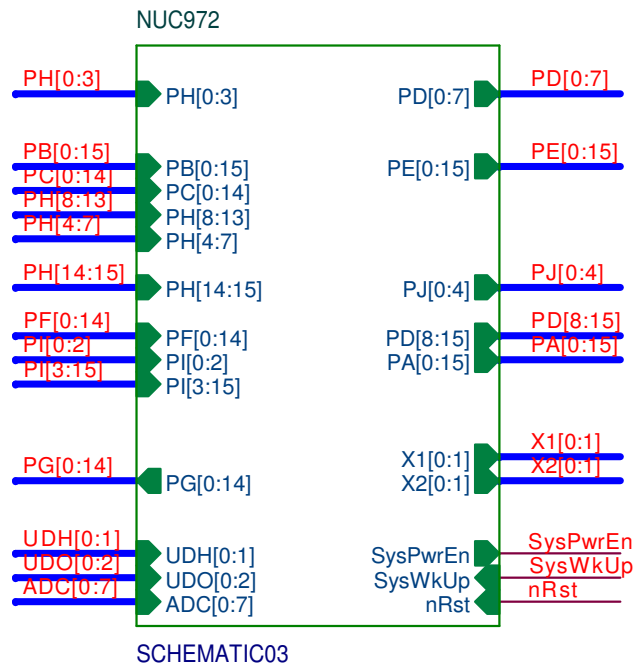 NUC972
PH[0:3] PH[0:3] PD[0:7] PD[0:7]
PB[0:15] PB[0:15] PE[0:15] PE[0:15]
PC[0:14] PC[0:14]
PH[8:13] PH[8:13]
PH[4:7] PH[4:7]
PH[14:15] PH[14:15] PJ[0:4] PJ[0:4]
PF[0:14] PF[0:14] PD[8:15] PD[8:15]
PI[0:2] PI[0:2] PA[0:15] PA[0:15]
PI[3:15] PI[3:15]
X1[0:1] X1[0:1]
PG[0:14] PG[0:14] X2[0:1] X2[0:1]
UDH[0:1] UDH[0:1] SysPwrEn SysPwrEn
UDO[0:2] UDO[0:2] SysWkUp SysWkUp
ADC[0:7] ADC[0:7] nRst nRst
SCHEMATIC03